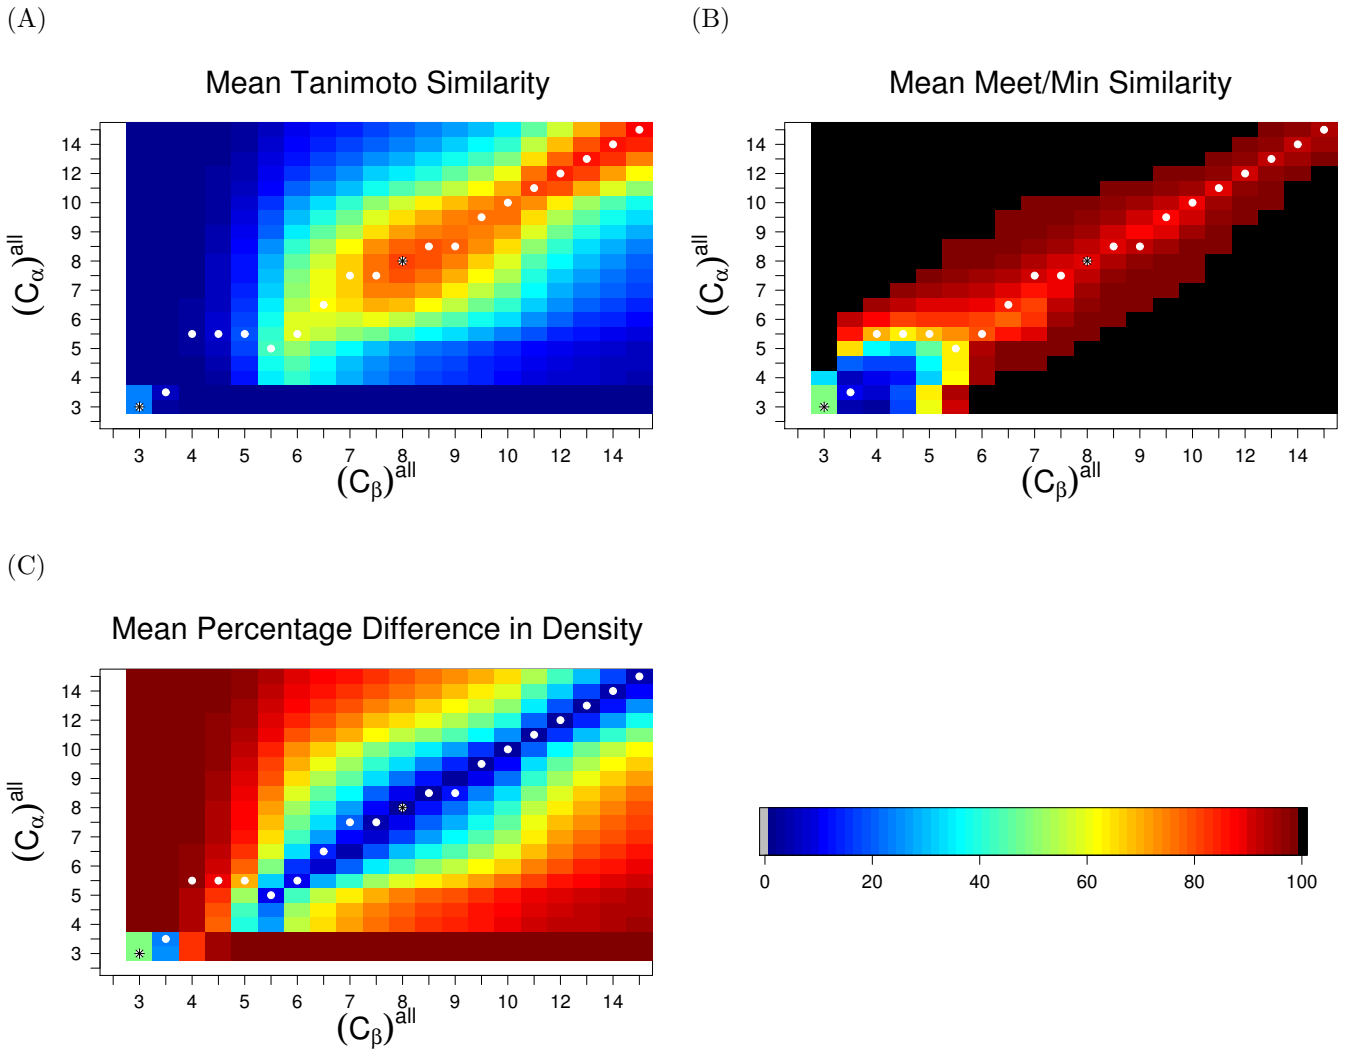 (A)
(B)
Mean Tanimoto Similarity
Mean Meet/Min Similarity
14
12
10
9
8
7
6
5
4
3
(Cα)all
3 4 5 6 7 8 9 10 12 14
(Cβ)all
14
12
10
9
8
7
6
5
4
3
(Cα)all
3 4 5 6 7 8 9 10 12 14
(Cβ)all
(C)
Mean Percentage Difference in Density
14
12
10
9
8
7
6
5
4
3
(Cα)all
3 4 5 6 7 8 9 10 12 14
(Cβ)all
0 20 40 60 80 100